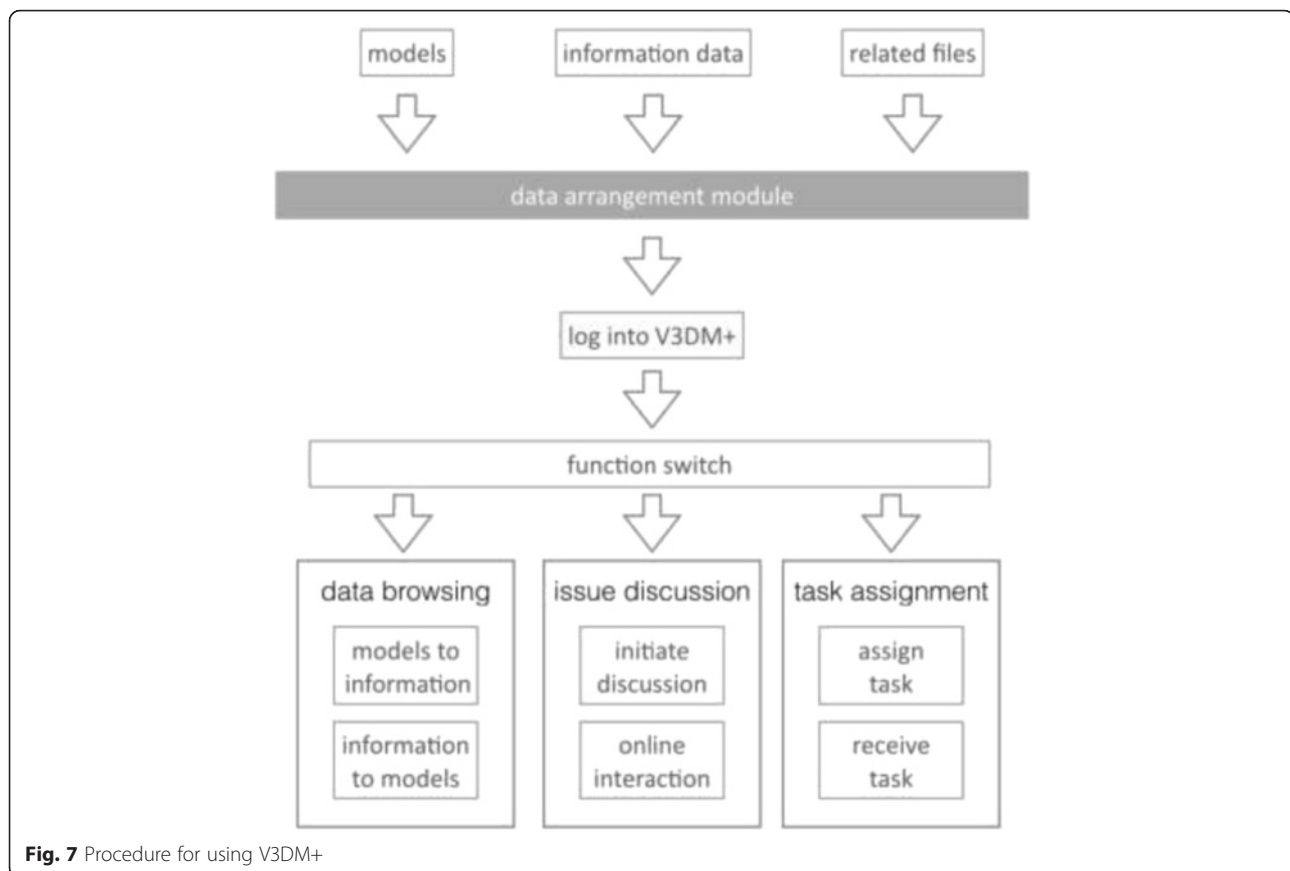 models
information data
related files
data arrangement module
log into V3DM+
function switch
data browsing
models to
information
information
to models
issue discussion
initiate
discussion
online
interaction
task assignment
assign
task
receive
task
Fig. 7 Procedure for using V3DM+